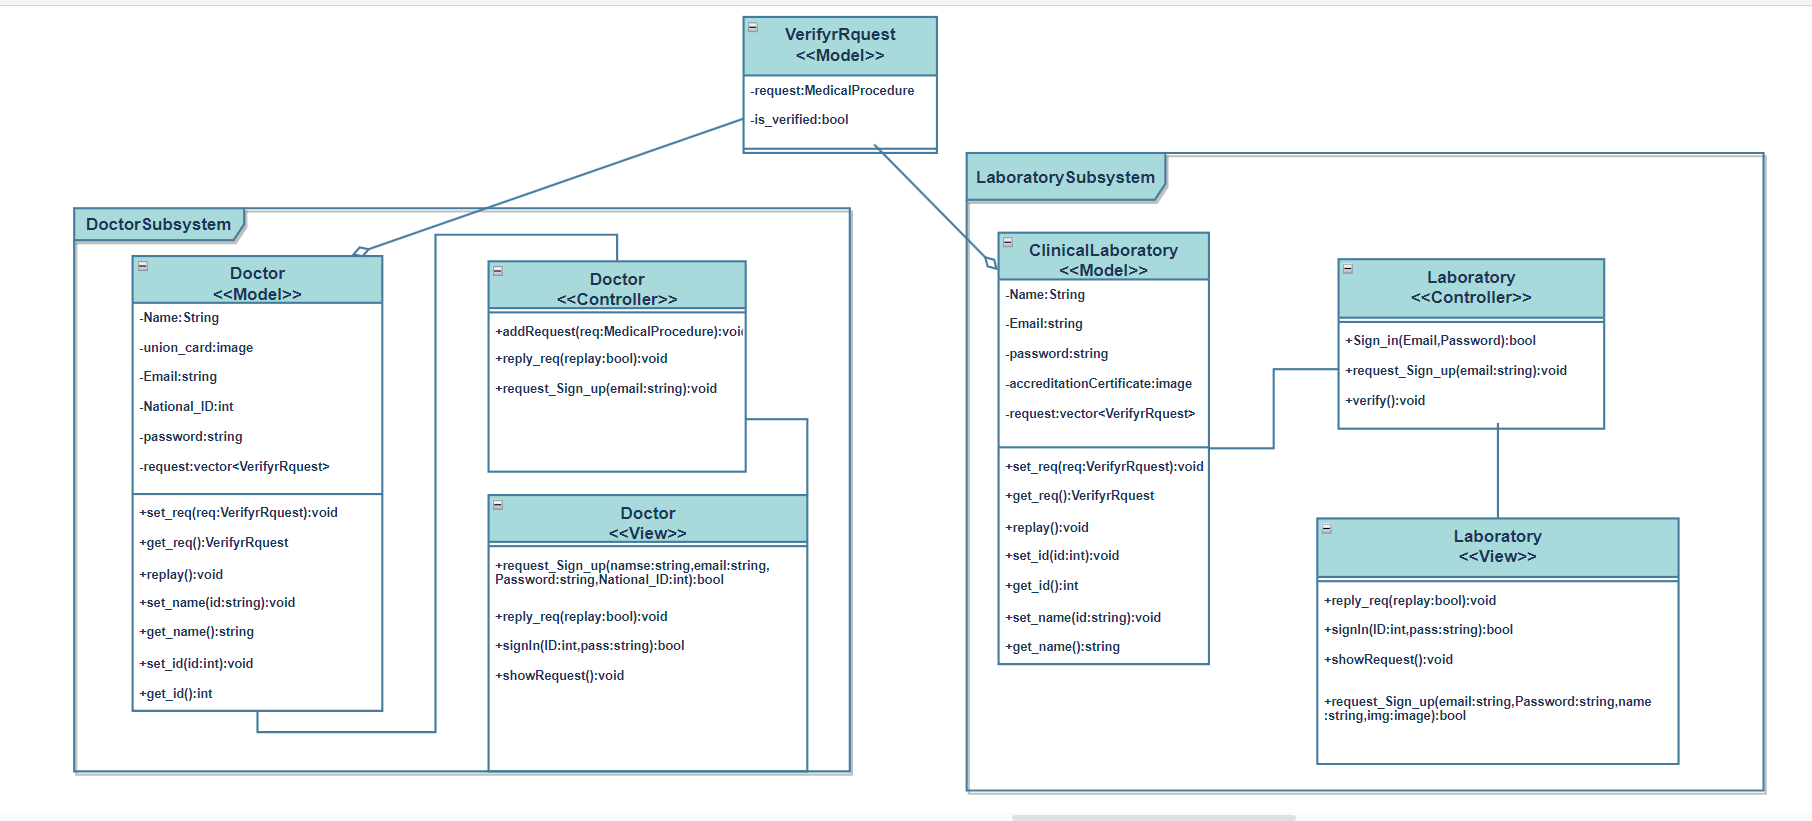 VerifyrRquest
<<Model>>
-request:MedicalProcedure
-is_verified:bool
DoctorSubsystem
Doctor
<<Model>>
-Name:String
-union_card:image
-Email:string
-National_ID:int
-password:string
-request:vector<VerifyrRquest>
+set_req(req:VerifyrRquest):void
+get_req():VerifyrRquest
+replay():void
+set_name(id:string):void
+get_name():string
+set_id(id:int):void
+get_id():int
Doctor
<<Controller>>
+addRequest(req:MedicalProcedure):void
+reply_req(replay:bool):void
+request_Sign_up(email:string):void
Doctor
<<View>>
+request_Sign_up(namse:string,email:string,
Password:string,National_ID:int):bool
+reply_req(replay:bool):void
+signIn(ID:int,pass:string):bool
+showRequest():void
LaboratorySubsystem
ClinicalLaboratory
<<Model>>
-Name:String
-Email:string
-password:string
-accreditationCertificate:image
-request:vector<VerifyrRquest>
+set_req(req:VerifyrRquest):void
+get_req():VerifyrRquest
+replay():void
+set_id(id:int):void
+get_id():int
+set_name(id:string):void
+get_name():string
Laboratory
<<Controller>>
+Sign_in(Email,Password):bool
+request_Sign_up(email:string):void
+verify():void
Laboratory
<<View>>
+reply_req(replay:bool):void
+signIn(ID:int,pass:string):bool
+showRequest():void
+request_Sign_up(email:string,Password:string,name
:string,img:image):bool